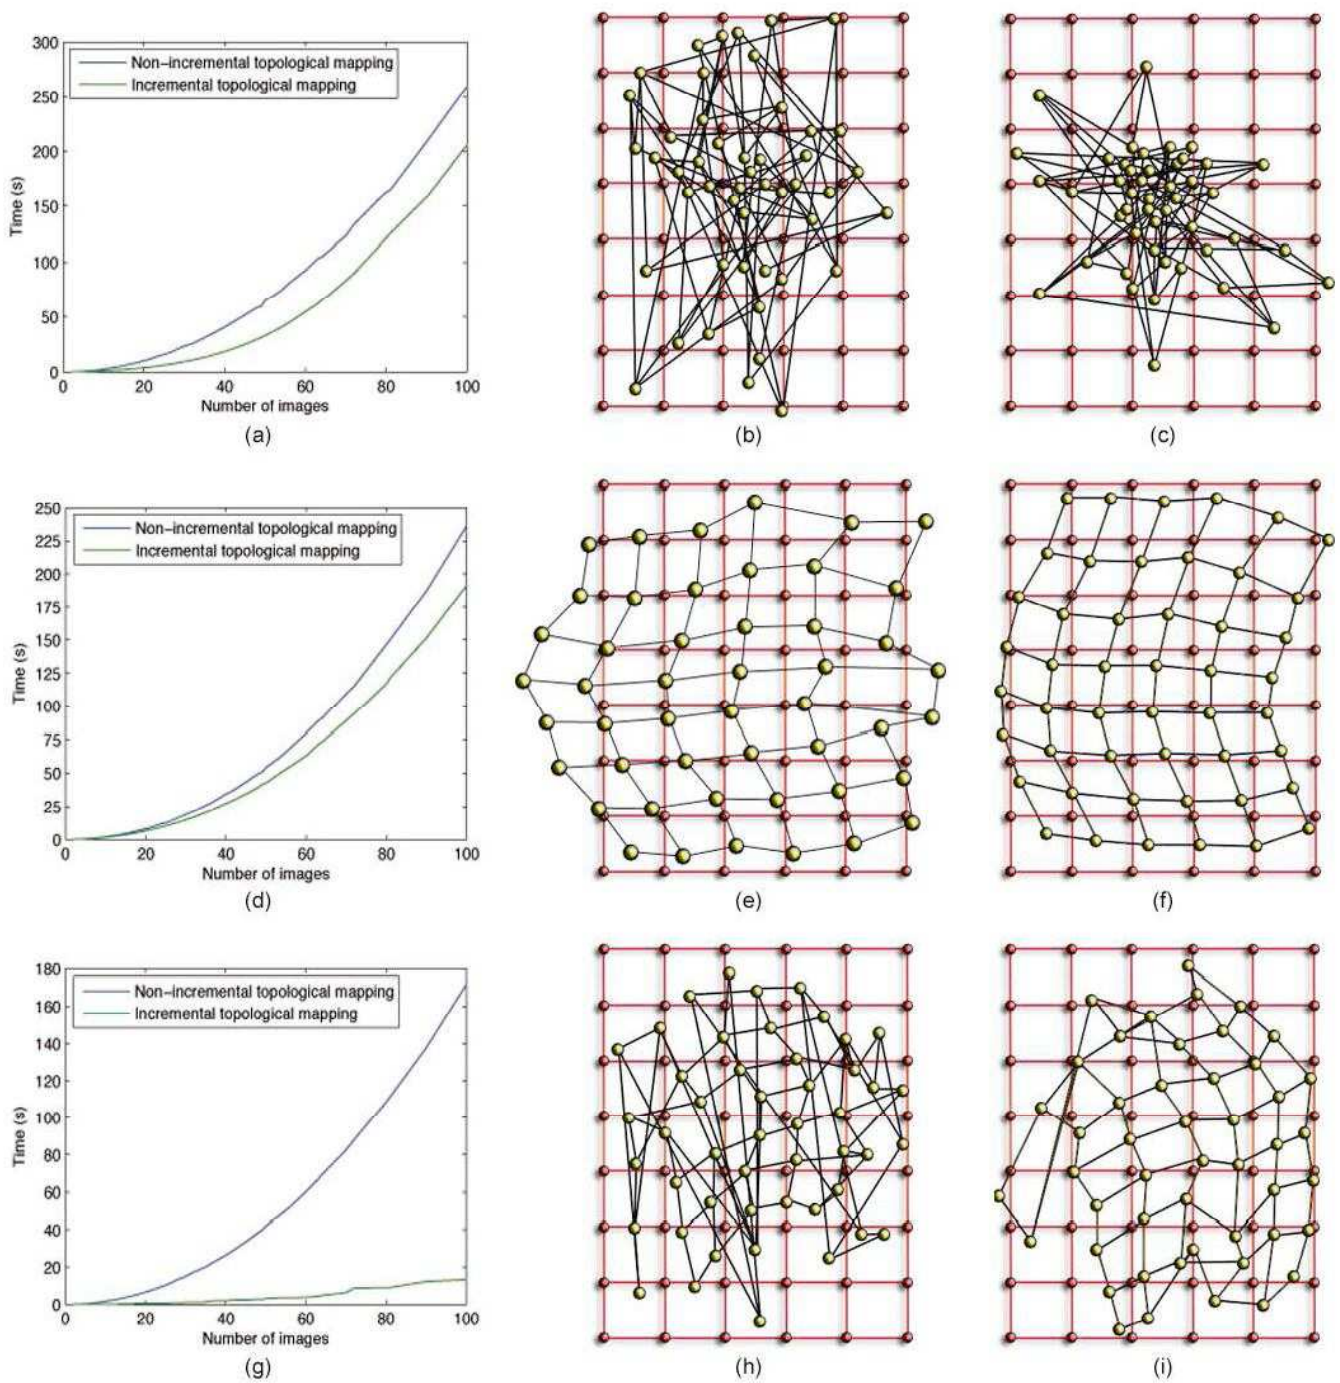 300
250
200
150
100
50
0
Time (s)
Non-incremental topological mapping
Incremental topological mapping
0 20 40 60 80 100
Number of images
(a)
(b)
(c)
250
225
200
175
150
125
100
75
50
25
0
Time (s)
Non-incremental topological mapping
Incremental topological mapping
0 20 40 60 80 100
Number of images
(d)
(e)
(f)
180
160
140
120
100
80
60
40
20
0
Time (s)
Non-incremental topological mapping
Incremental topological mapping
0 20 40 60 80 100
Number of images
(g)
(h)
(i)